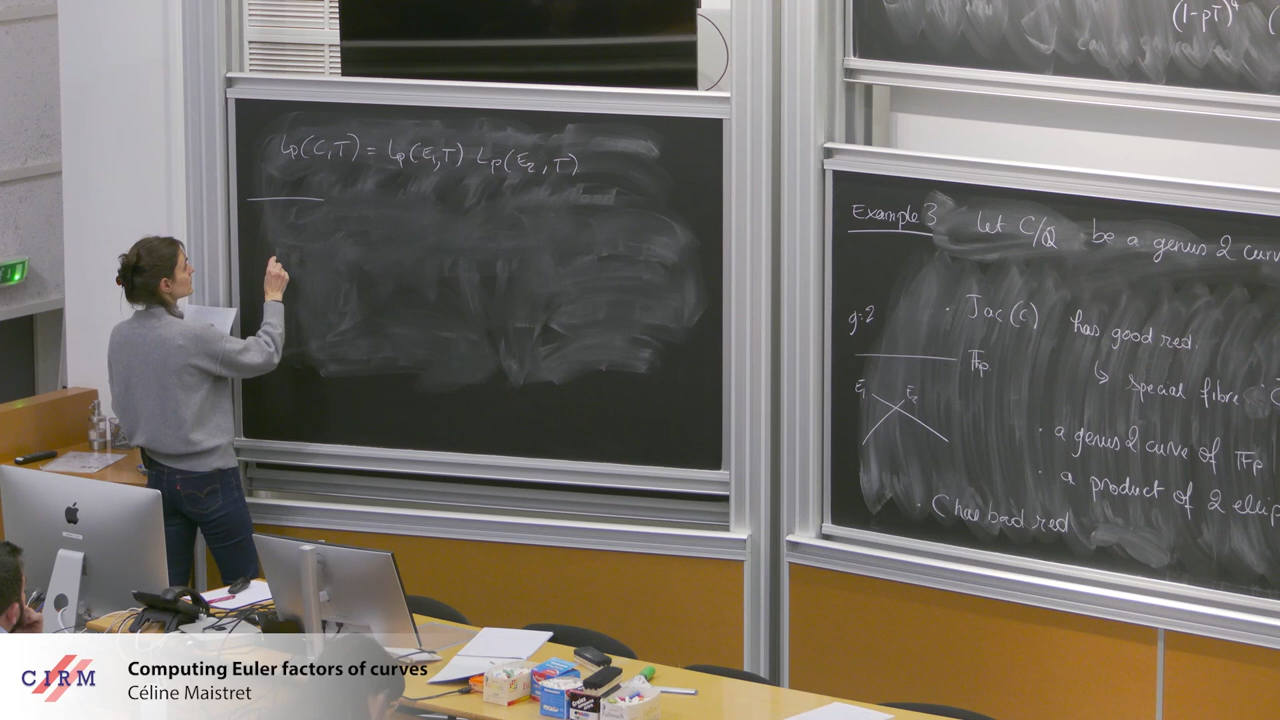 Lp(C,T) = Lp(E1,T) Lp(E2,T)
(1-pT)^4
Example 3 Let C/Q be a genus 2
g:2
Jac(C) has good red.
Fp
↳ special fibre
E1 E2
· a genus 2 curve of Fp
· a product of 2
· C has bad red
CIRM
Computing Euler factors of curves
Céline Maistret